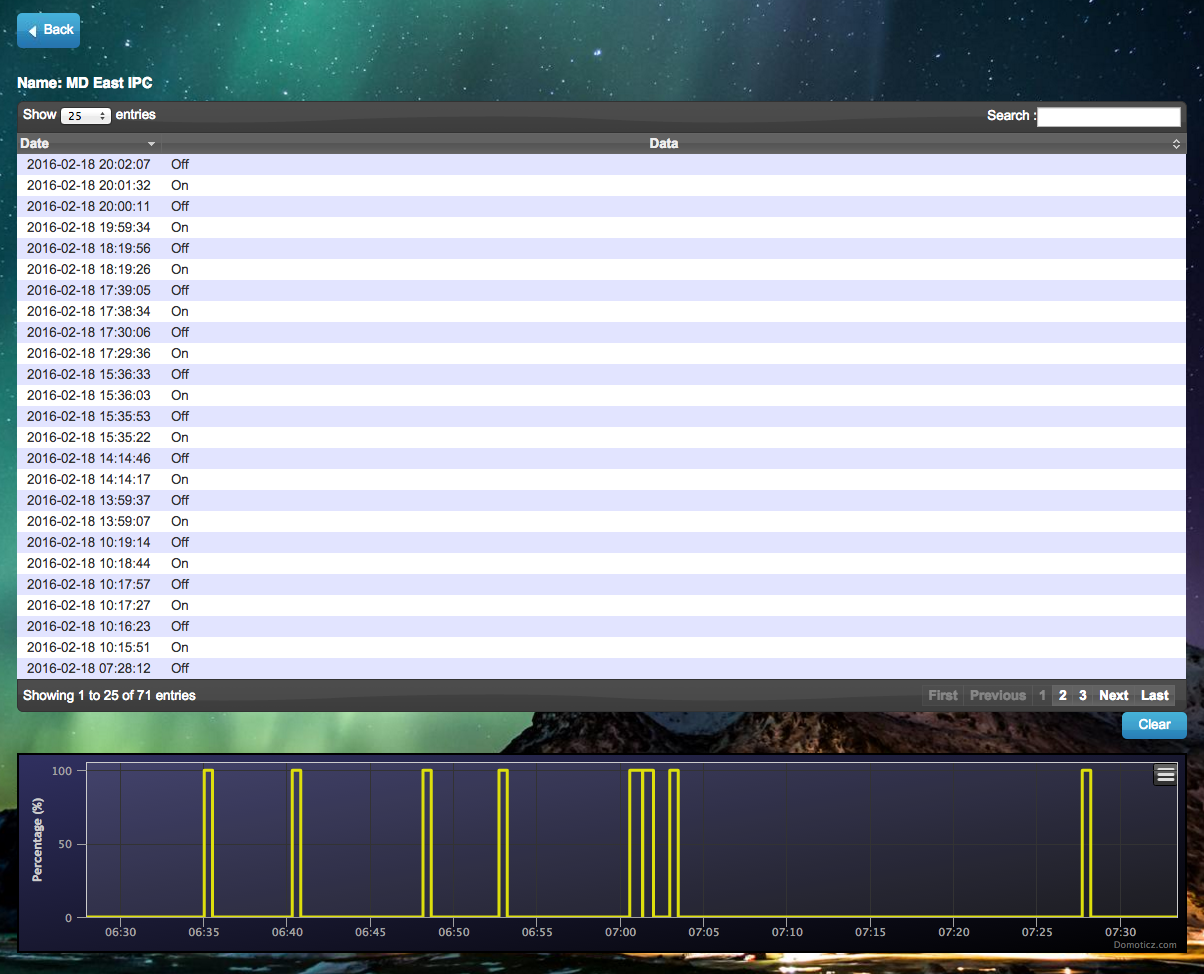 Back
Name: MD East IPC
Show 25 entries Search :
Date Data
2016-02-18 20:02:07 Off
2016-02-18 20:01:32 On
2016-02-18 20:00:11 Off
2016-02-18 19:59:34 On
2016-02-18 18:19:56 Off
2016-02-18 18:19:26 On
2016-02-18 17:39:05 Off
2016-02-18 17:38:34 On
2016-02-18 17:30:06 Off
2016-02-18 17:29:36 On
2016-02-18 15:36:33 Off
2016-02-18 15:36:03 On
2016-02-18 15:35:53 Off
2016-02-18 15:35:22 On
2016-02-18 14:14:46 Off
2016-02-18 14:14:17 On
2016-02-18 13:59:37 Off
2016-02-18 13:59:07 On
2016-02-18 10:19:14 Off
2016-02-18 10:18:44 On
2016-02-18 10:17:57 Off
2016-02-18 10:17:27 On
2016-02-18 10:16:23 Off
2016-02-18 10:15:51 On
2016-02-18 07:28:12 Off
Showing 1 to 25 of 71 entries First Previous 1 2 3 Next Last
Clear
Percentage (%)
100
50
0
06:30 06:35 06:40 06:45 06:50 06:55 07:00 07:05 07:10 07:15 07:20 07:25 07:30
Domoticz.com